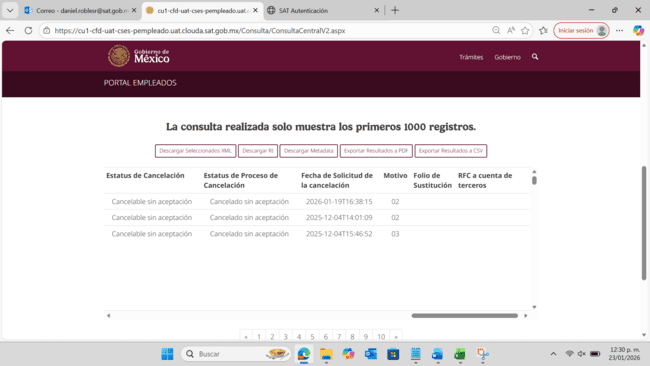 Correo - daniel.roblesr@sat.gob.m
cu1-cfd-uat-cses-pempleado.uat.c
SAT Autenticación
https://cu1-cfd-uat-cses-pempleado.uat.clouda.sat.gob.mx/Consulta/ConsultaCentralV2.aspx
Iniciar sesión
Gobierno de
México
Trámites
Gobierno
PORTAL EMPLEADOS
La consulta realizada solo muestra los primeros 1000 registros.
Descargar Seleccionados XML
Descargar RI
Descargar Metadata
Exportar Resultados a PDF
Exportar Resultados a CSV
Estatus de Cancelación
Estatus de Proceso de
Cancelación
Fecha de Solicitud de
la cancelación
Motivo
Folio de
Sustitución
RFC a cuenta de
terceros
Cancelable sin aceptación Cancelado sin aceptación 2026-01-19T16:38:15 02
Cancelable sin aceptación Cancelado sin aceptación 2025-12-04T14:01:09 02
Cancelable sin aceptación Cancelado sin aceptación 2025-12-04T15:46:52 03
« 1 2 3 4 5 6 7 8 9 10 »
Buscar
12:30 p. m.
23/01/2026